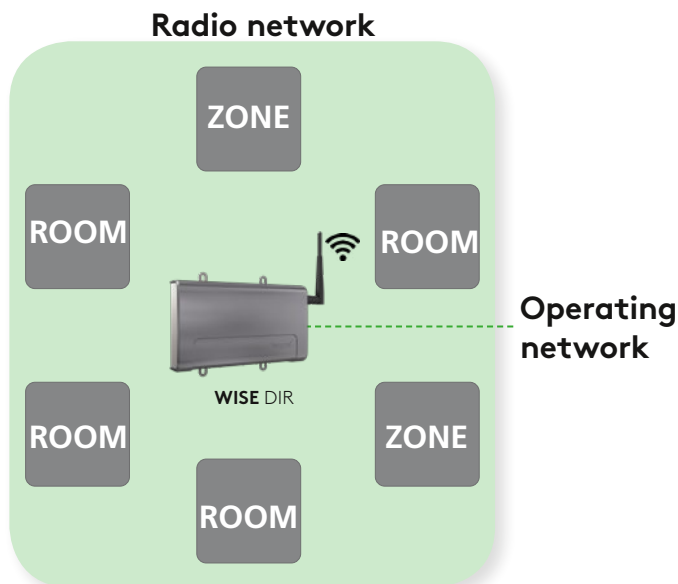 Radio network
ZONE
ROOM
ROOM
Operating
network
WISE DIR
ROOM
ZONE
ROOM